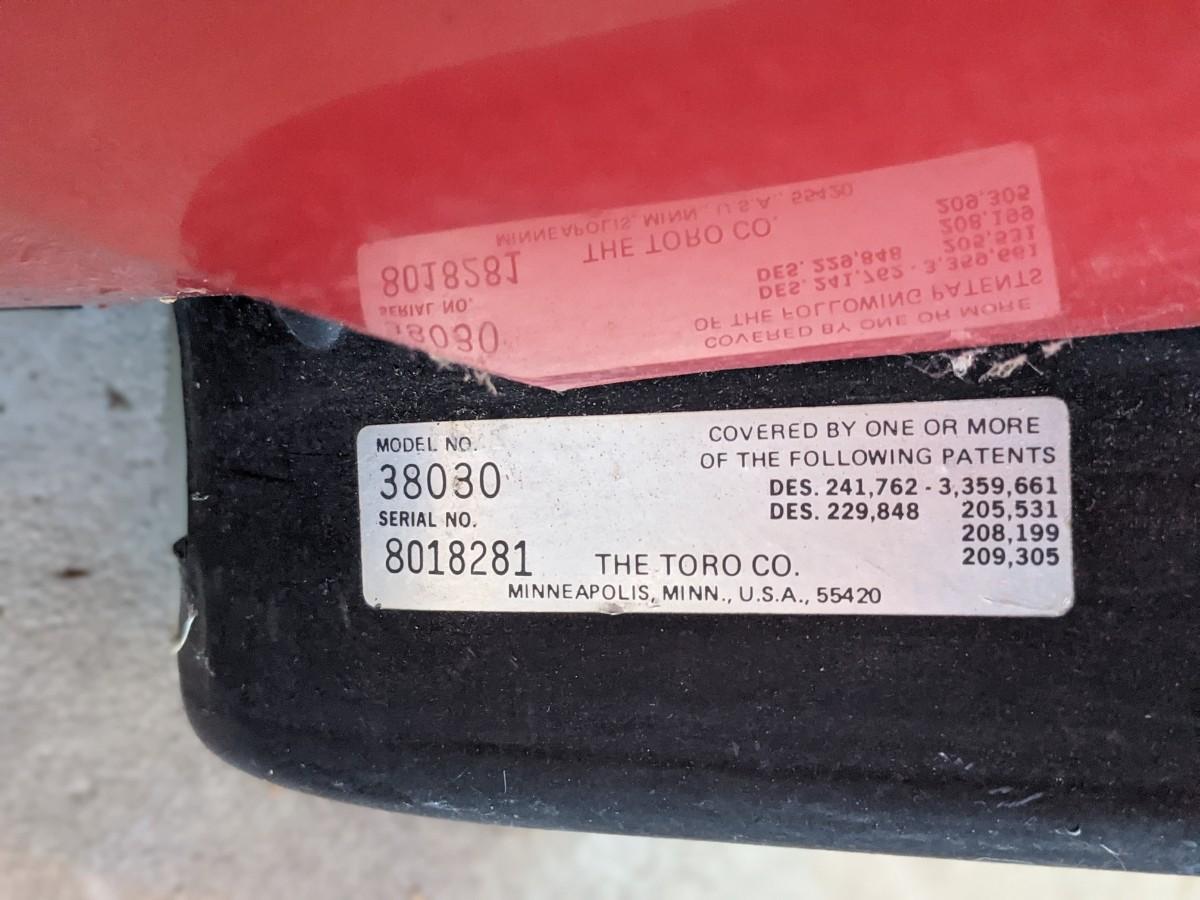 MODEL NO.
38030
SERIAL NO.
8018281
COVERED BY ONE OR MORE
OF THE FOLLOWING PATENTS
DES. 241,762 - 3,359,661
DES. 229,848 205,531
208,199
209,305
THE TORO CO.
MINNEAPOLIS, MINN., U.S.A., 55420